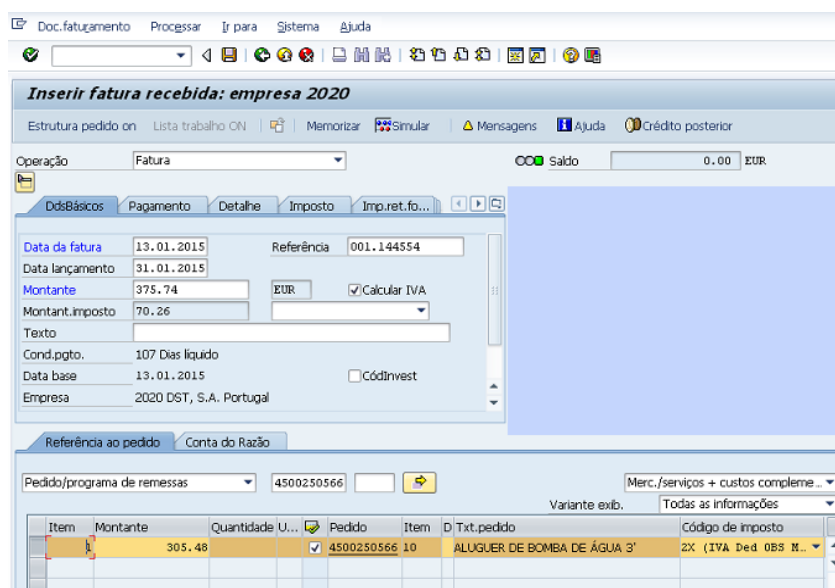 Doc.faturamento Processar Ir para Sistema Ajuda
Inserir fatura recebida: empresa 2020
Estrutura pedido on Lista trabalho ON Memorizar Simular Mensagens Ajuda Crédito posterior
Operação Fatura Saldo 0.00 EUR
DdsBásicos Pagamento Detalhe Imposto Imp.ret.fo...
Data da fatura 13.01.2015 Referência 001.144554
Data lançamento 31.01.2015
Montante 375.74 EUR Calcular IVA
Montant.imposto 70.26
Texto
Cond.pgto. 107 Dias líquido
Data base 13.01.2015 CódInvest
Empresa 2020 DST, S.A. Portugal
Referência ao pedido Conta do Razão
Pedido/programa de remessas 4500250566 Merc./serviços + custos compleme...
Variante exib. Todas as informações
Item Montante Quantidade U... Pedido Item D Txt.pedido Código de imposto
1 305.48 4500250566 10 ALUGUER DE BOMBA DE ÁGUA 3' 2X (IVA Ded OBS M...